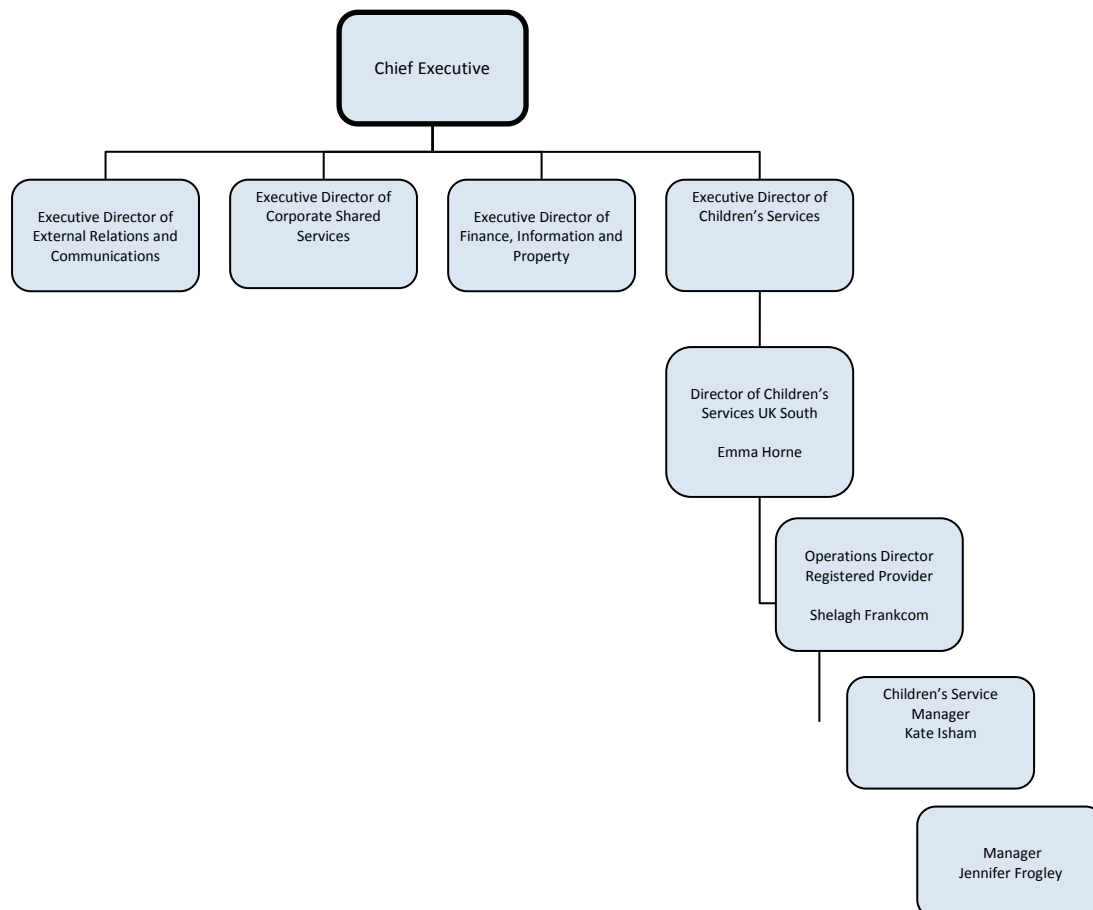 Chief Executive
Executive Director of
External Relations and
Communications
Executive Director of
Corporate Shared
Services
Executive Director of
Finance, Information and
Property
Executive Director of
Children’s Services
Director of Children’s
Services UK South
Emma Horne
Operations Director
Registered Provider
Shelagh Frankcom
Children’s Service
Manager
Kate Isham
Manager
Jennifer Frogley